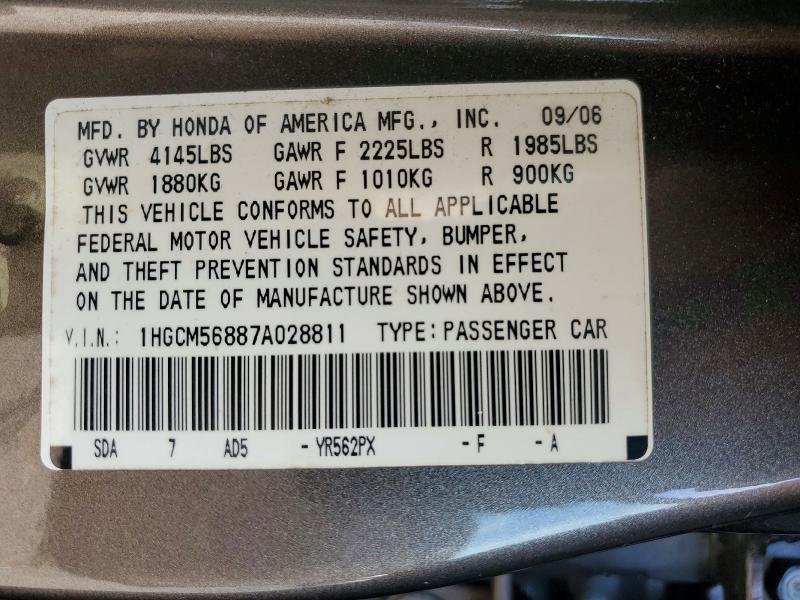 MFD. BY HONDA OF AMERICA MFG., INC. 09/06
GVWR 4145LBS GAWR F 2225LBS R 1985LBS
GVWR 1880KG GAWR F 1010KG R 900KG
THIS VEHICLE CONFORMS TO ALL APPLICABLE
FEDERAL MOTOR VEHICLE SAFETY, BUMPER,
AND THEFT PREVENTION STANDARDS IN EFFECT
ON THE DATE OF MANUFACTURE SHOWN ABOVE.
V.I.N.: 1HGCM56887A028811 TYPE: PASSENGER CAR
SDA 7 AD5 - YR562PX - F - A